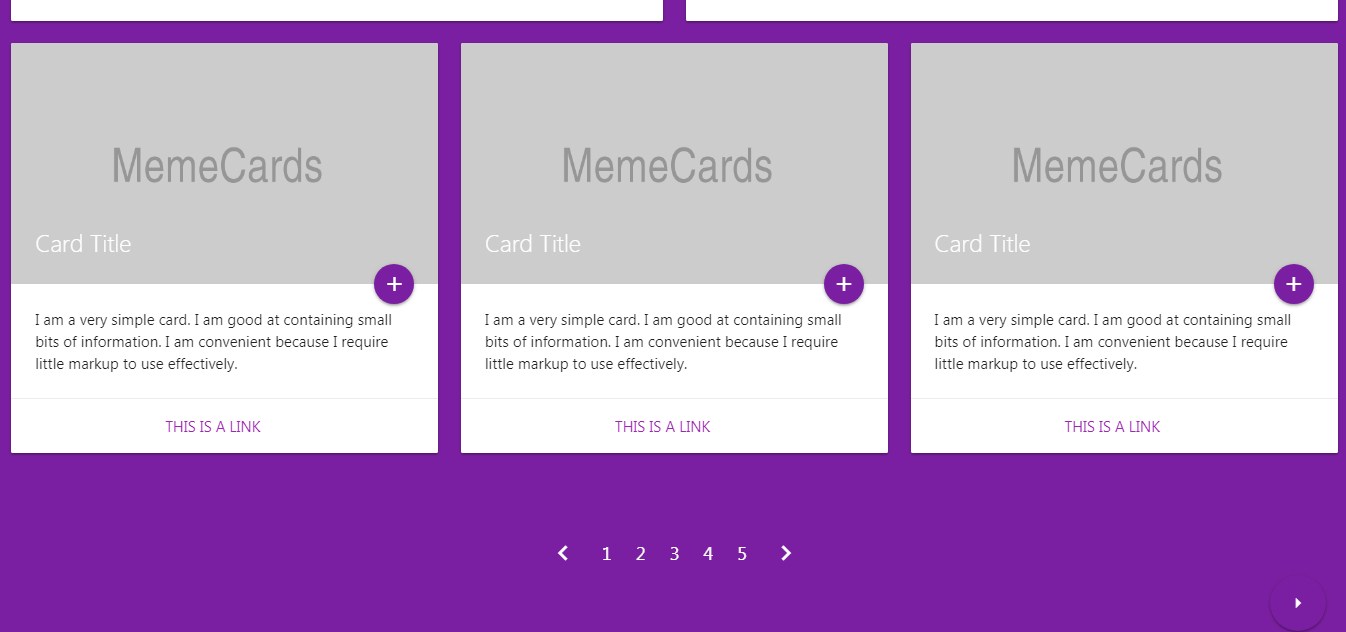 MemeCards
Card Title
I am a very simple card. I am good at containing small
bits of information. I am convenient because I require
little markup to use effectively.
THIS IS A LINK
MemeCards
Card Title
I am a very simple card. I am good at containing small
bits of information. I am convenient because I require
little markup to use effectively.
THIS IS A LINK
MemeCards
Card Title
I am a very simple card. I am good at containing small
bits of information. I am convenient because I require
little markup to use effectively.
THIS IS A LINK
1 2 3 4 5